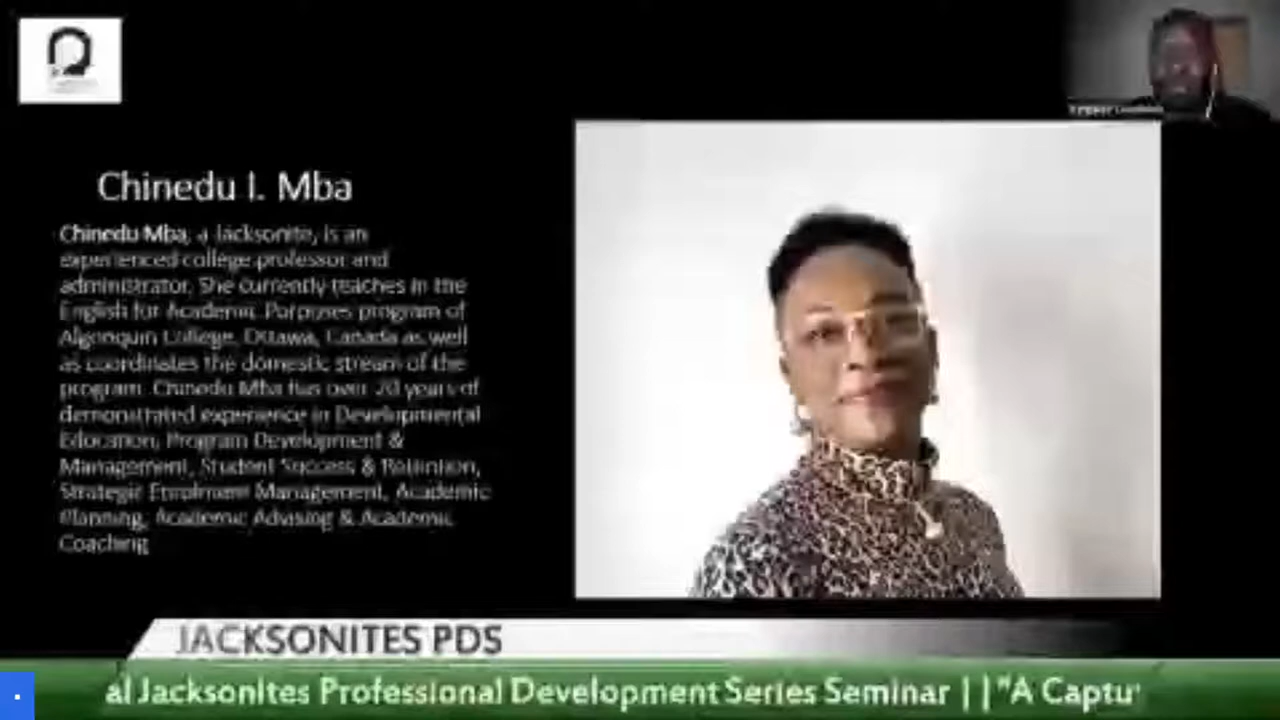 Chinedu I. Mba
Chinedu Mba, a Jacksonite, is an
experienced college professor and
administrator. She currently teaches in the
English for Academic Purposes program of
Algonquin College, Ottawa, Canada as well
as coordinates the domestic stream of the
program. Chinedu Mba has over 20 years of
demonstrated experience in Developmental
Education, Program Development &
Management, Student Success & Retention,
Strategic Enrolment Management, Academic
Planning, Academic Advising & Academic
Coaching
JACKSONITES PDS
al Jacksonites Professional Development Series Seminar ||"A Captu